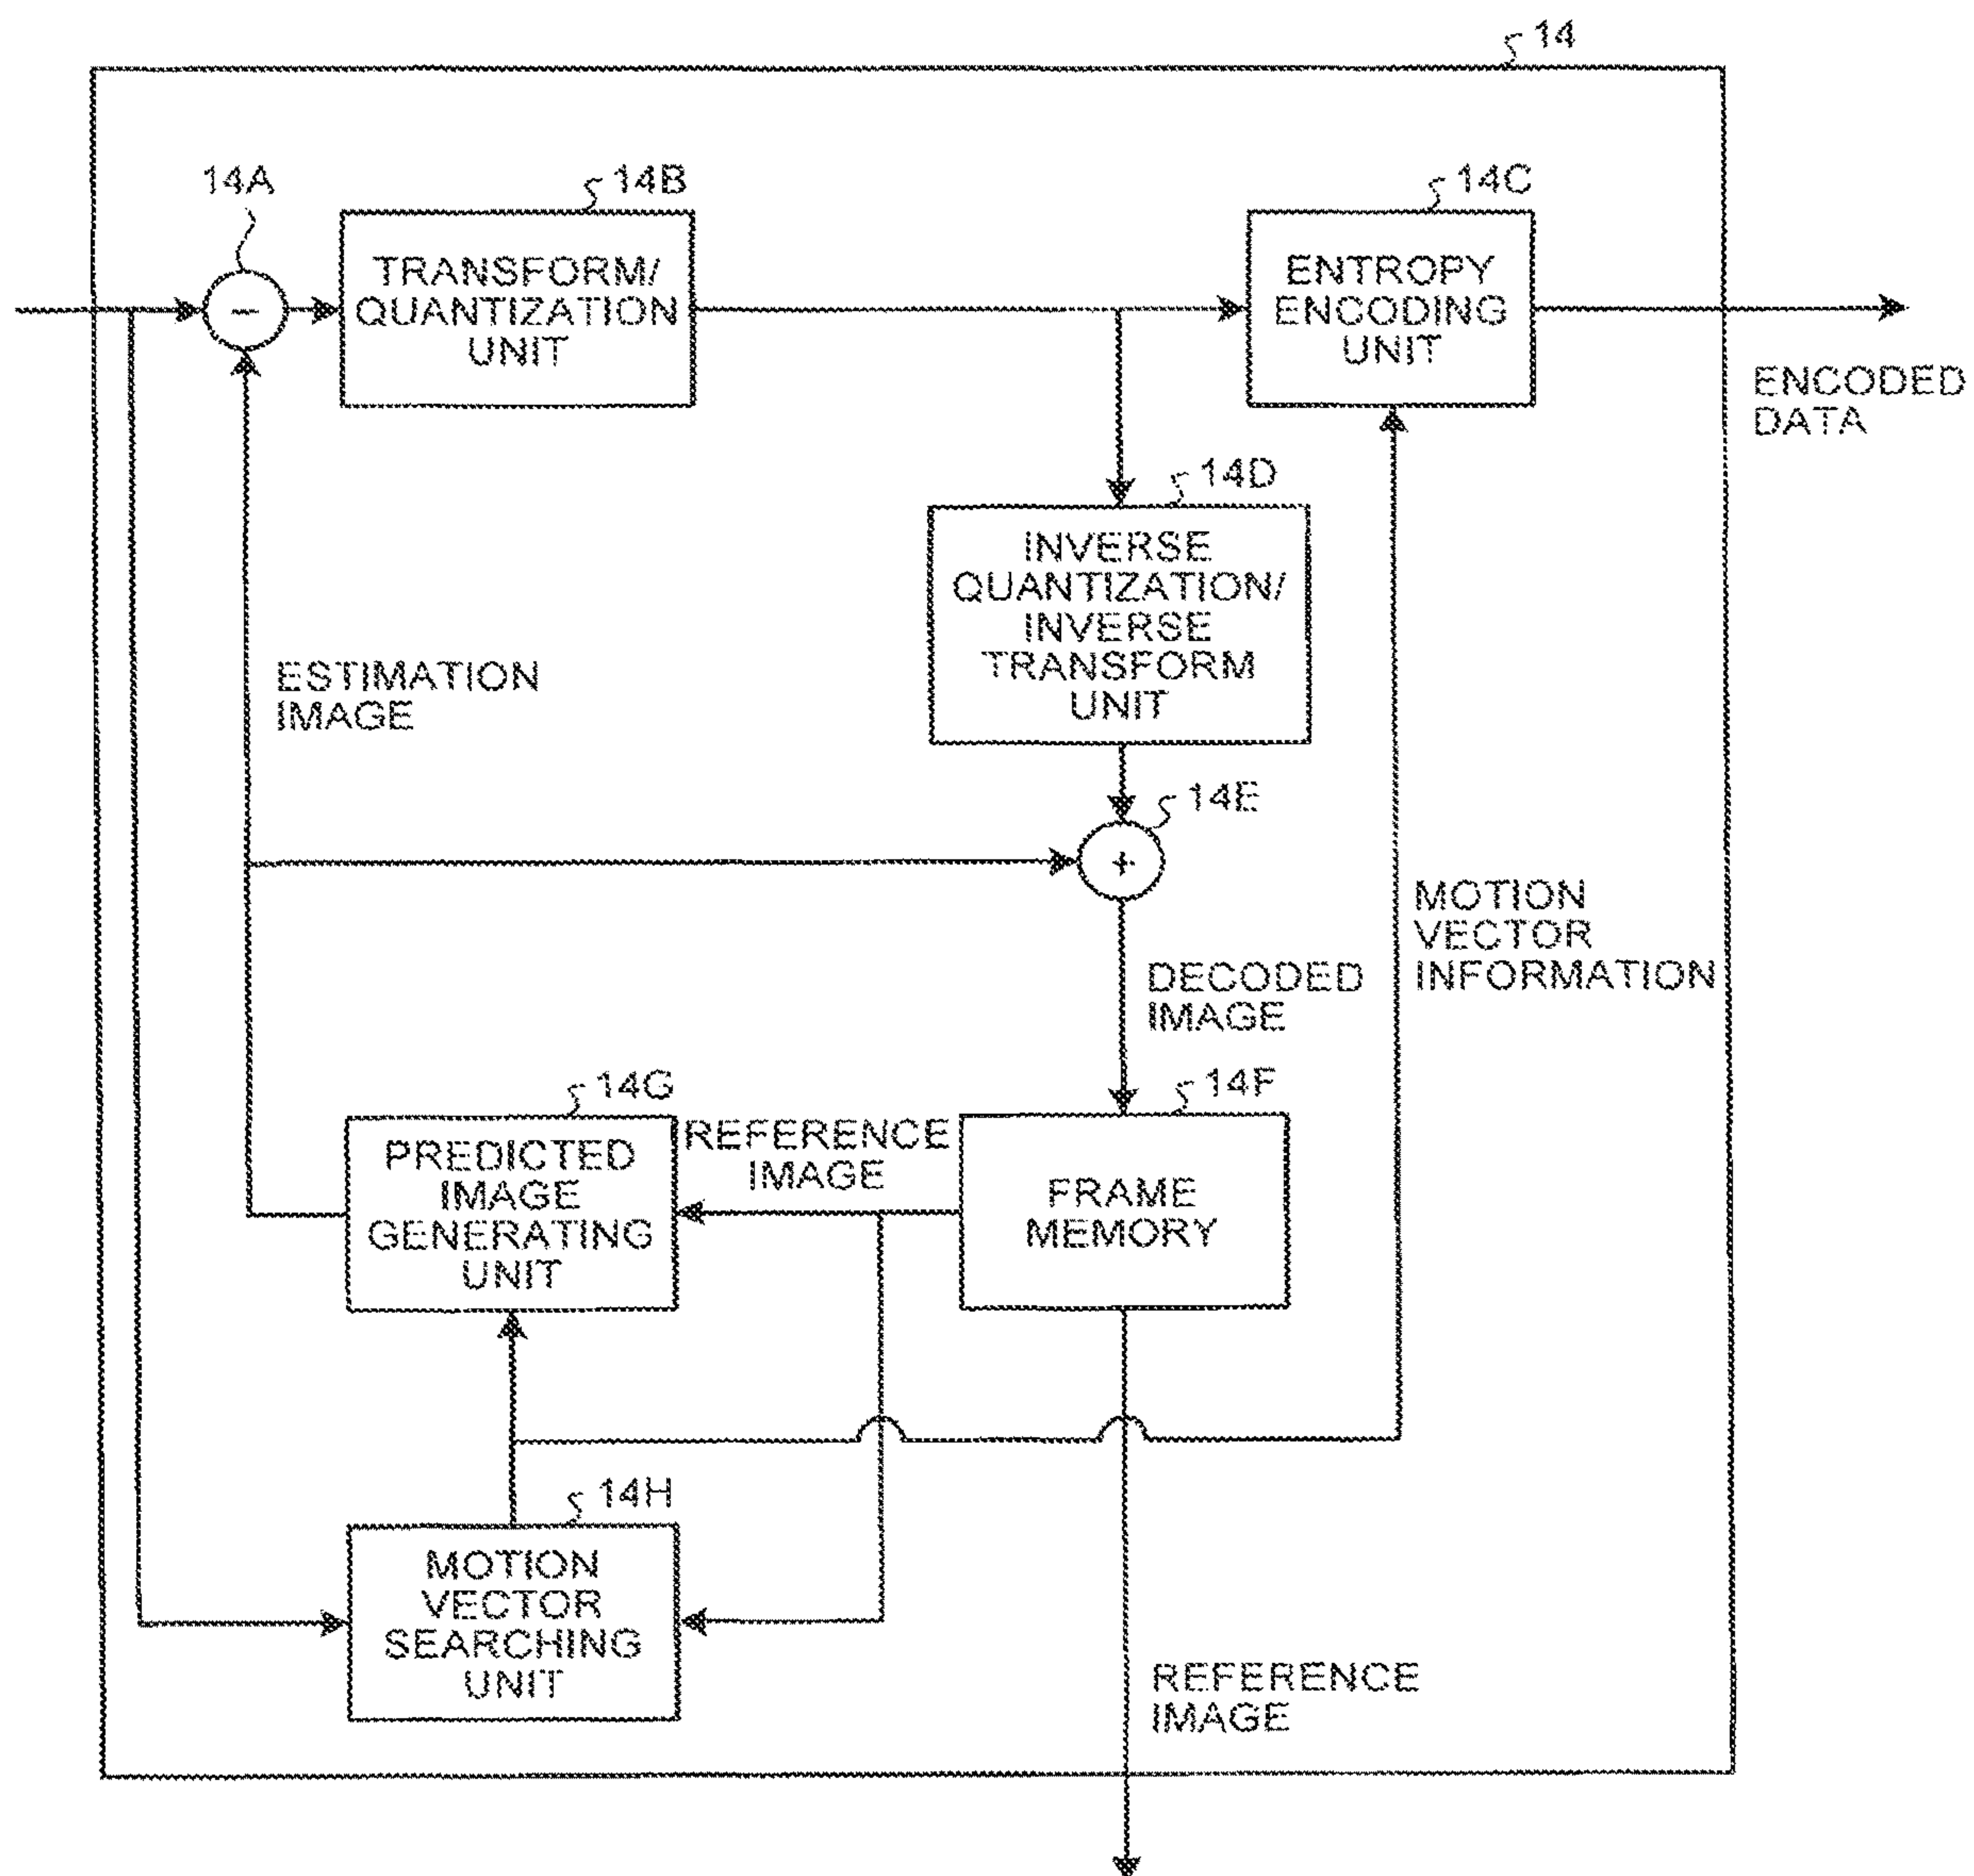 14
14A
14B
14C
TRANSFORM/
QUANTIZATION
UNIT
ENTROPY
ENCODING
UNIT
ENCODED
DATA
14D
INVERSE
QUANTIZATION/
INVERSE
TRANSFORM
UNIT
ESTIMATION
IMAGE
14E
MOTION
VECTOR
INFORMATION
DECODED
IMAGE
14G
14F
PREDICTED
IMAGE
GENERATING
UNIT
REFERENCE
IMAGE
FRAME
MEMORY
14H
MOTION
VECTOR
SEARCHING
UNIT
REFERENCE
IMAGE